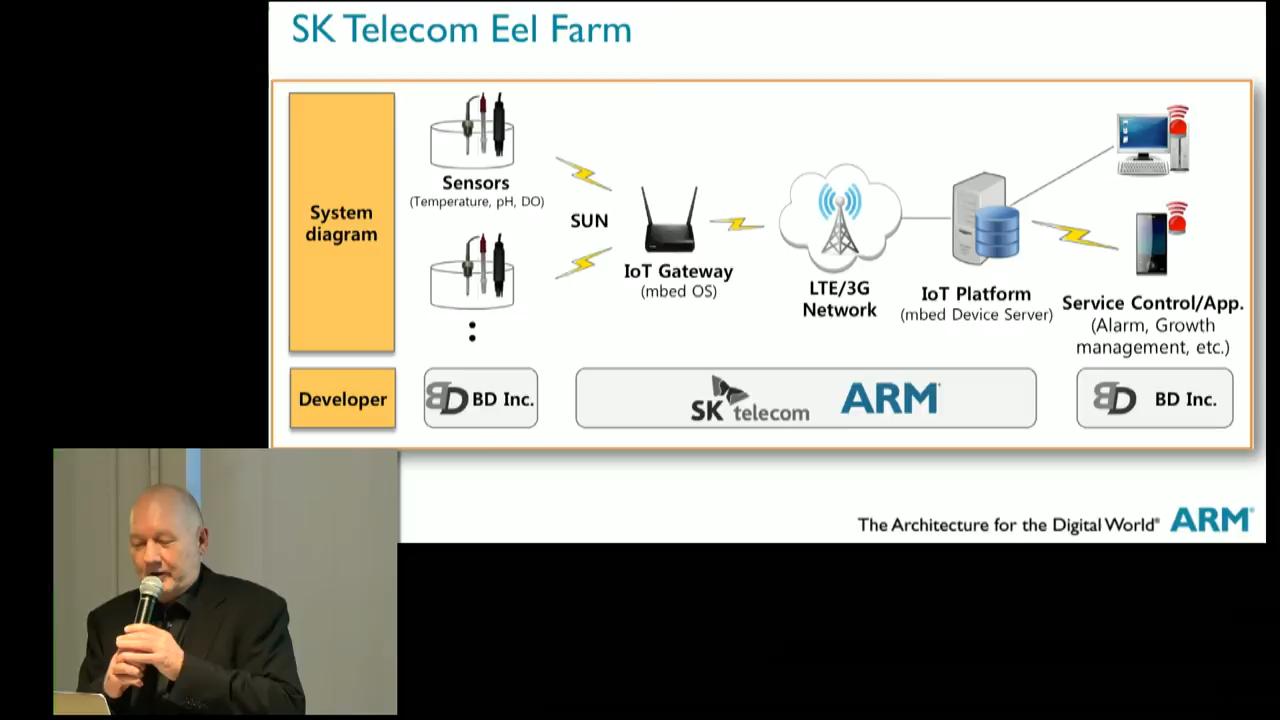 SK Telecom Eel Farm
System
diagram
Sensors
(Temperature, pH, DO)
SUN
IoT Gateway
(mbed OS)
LTE/3G
Network
IoT Platform
(mbed Device Server)
Service Control/App.
(Alarm, Growth
management, etc.)
Developer
BD BD Inc.
SK telecom
ARM®
BD BD Inc.
The Architecture for the Digital World® ARM®